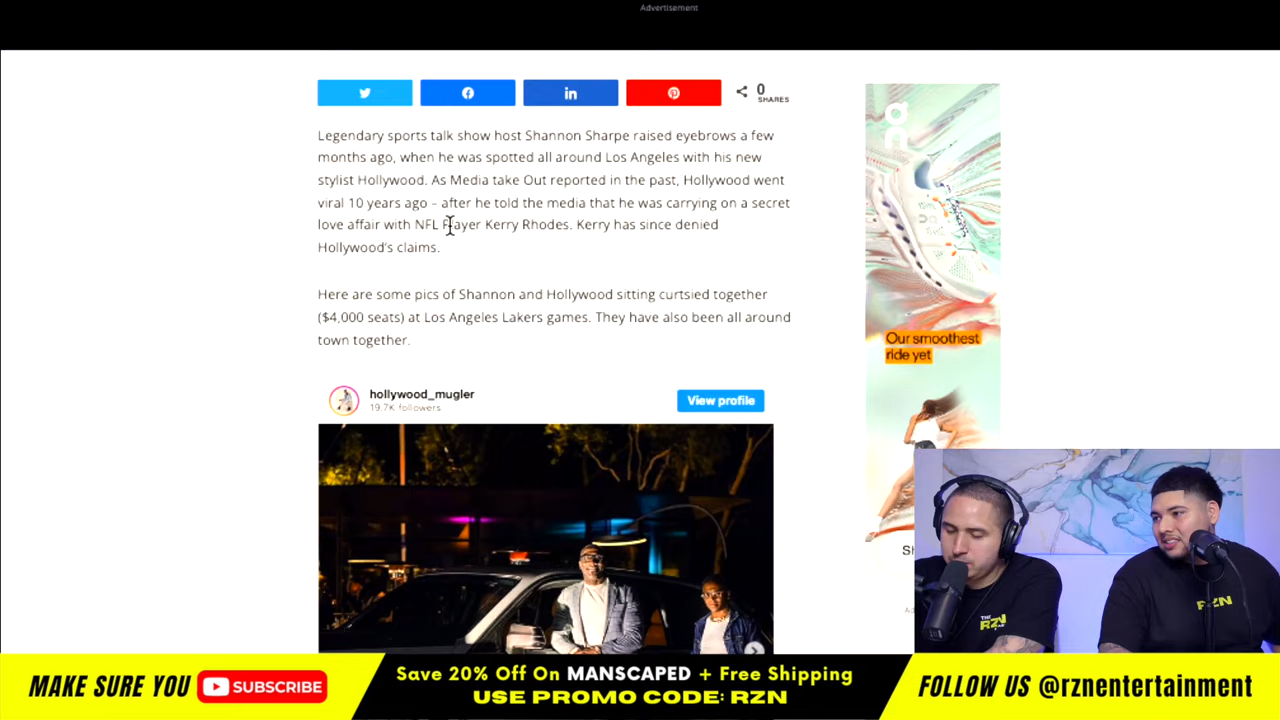 Advertisement
0
SHARES
Legendary sports talk show host Shannon Sharpe raised eyebrows a few
months ago, when he was spotted all around Los Angeles with his new
stylist Hollywood. As Media take Out reported in the past, Hollywood went
viral 10 years ago – after he told the media that he was carrying on a secret
love affair with NFL Player Kerry Rhodes. Kerry has since denied
Hollywood's claims.
Here are some pics of Shannon and Hollywood sitting curtsied together
($4,000 seats) at Los Angeles Lakers games. They have also been all around
town together.
hollywood_mugler
19.7K followers
View profile
Our smoothest
ride yet
THE
RZN
RZN
MAKE SURE YOU SUBSCRIBE
Save 20% Off On MANSCAPED + Free Shipping
USE PROMO CODE: RZN
FOLLOW US @rznentertainment